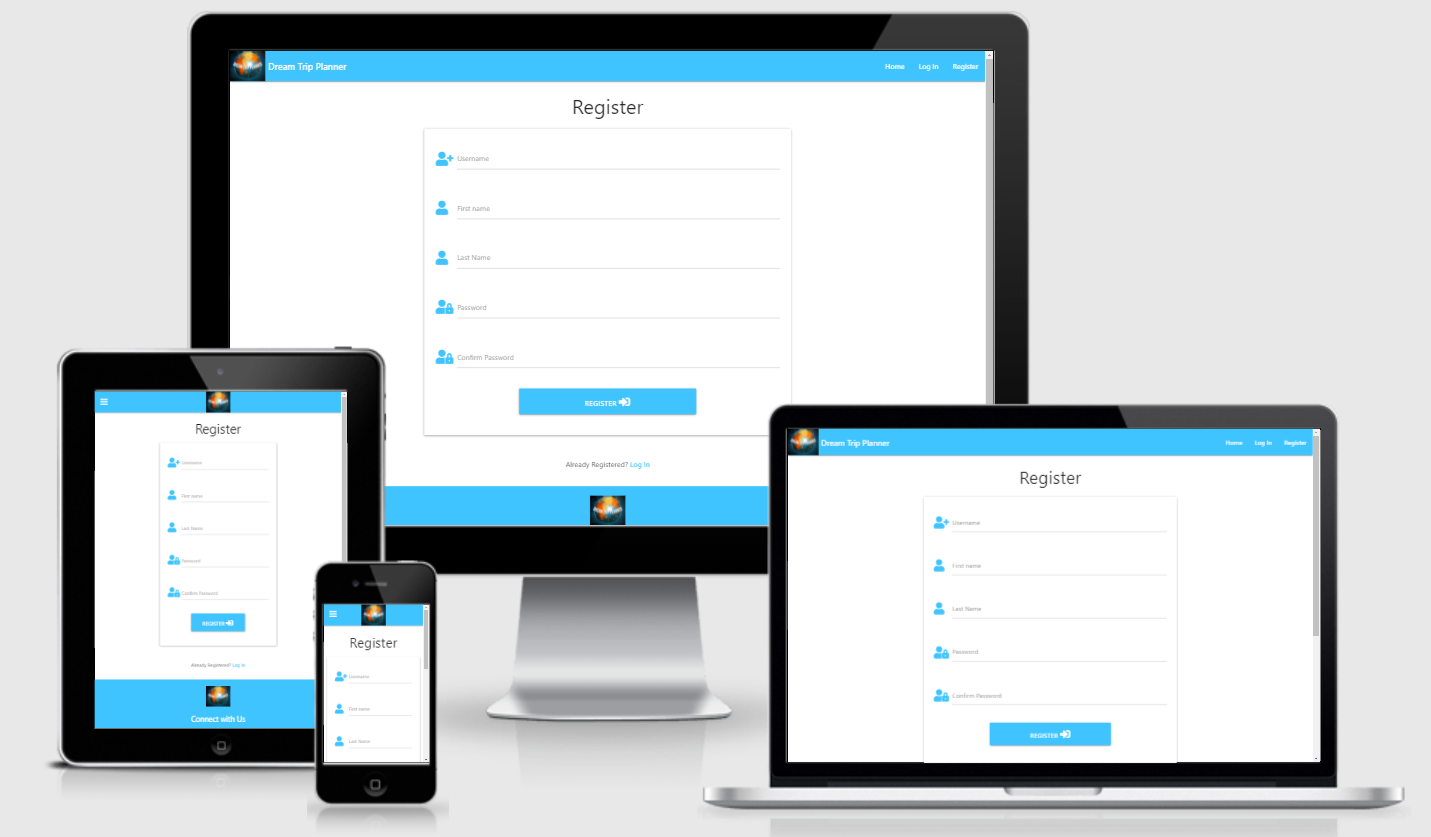 Dream Trip Planner
Home Log In Register
Register
Username
First name
Last Name
Password
Confirm Password
REGISTER
Already Registered? Log In
Register
Username
First name
Last Name
Password
Confirm Password
REGISTER
Already Registered? Log In
Connect with Us
Register
Username
First name
Last Name
Dream Trip Planner
Home Log In Register
Register
Username
First name
Last Name
Password
Confirm Password
REGISTER